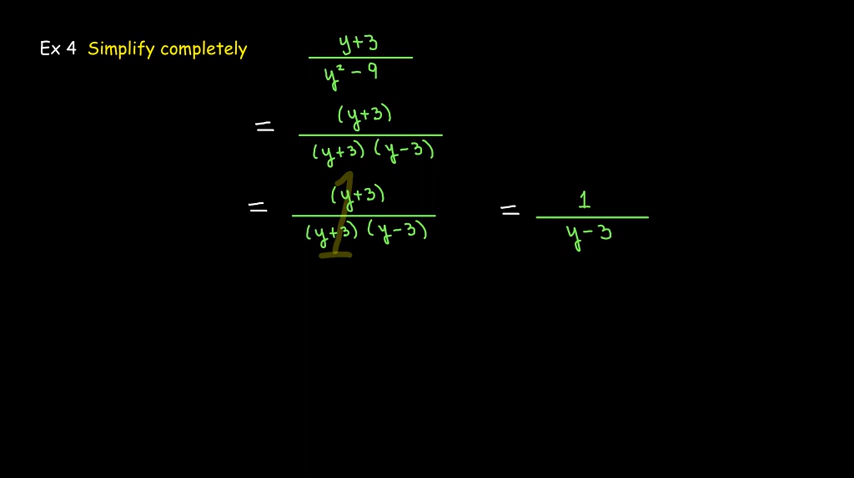 Ex 4 Simplify completely
y+3
y² - 9
= (y+3)
(y+3) (y-3)
= (y+3)
(y+3) (y-3)
1
= 1
y-3